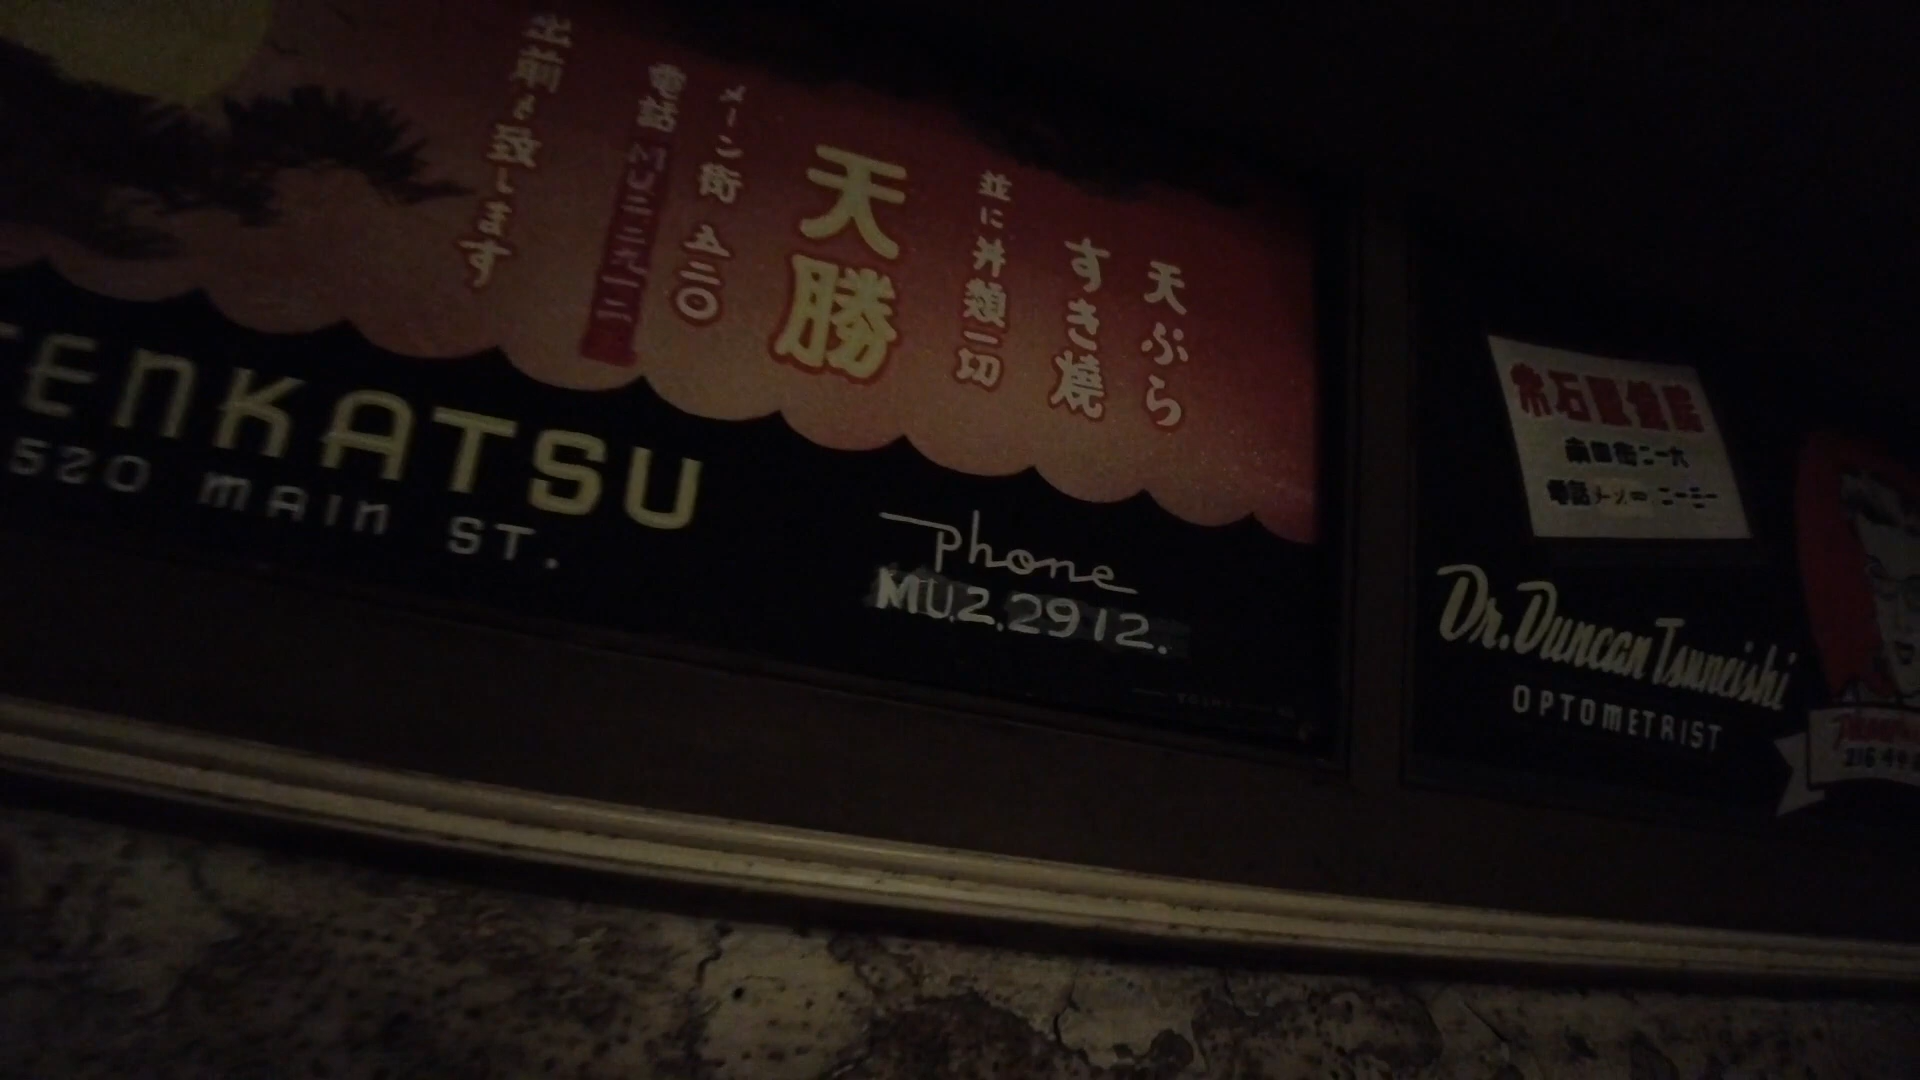 天ぷら
すき焼
並に丼類一切
天勝
メーン街 五二〇
電話 MU二二九一二
出前も致します
TENKATSU
520 MAIN ST.
phone
MU.2.2912.
電話
Dr. Duncan Tsuneishi
OPTOMETRIST